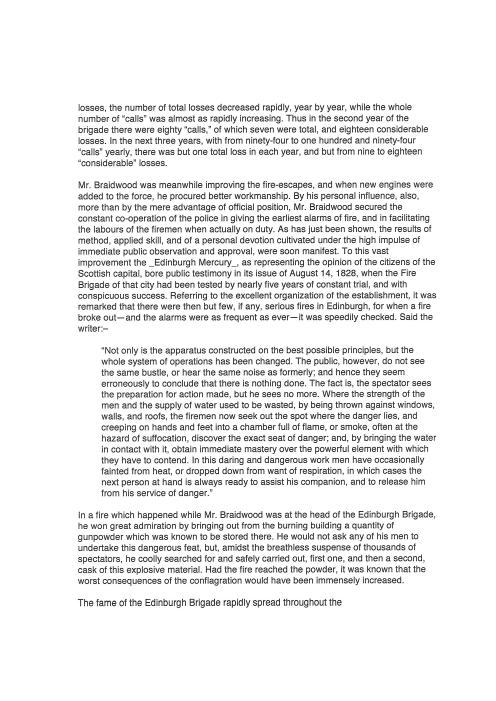 losses, the number of total losses decreased rapidly, year by year, while the whole
number of “calls” was almost as rapidly increasing. Thus in the second year of the
brigade there were eighty “calls,” of which seven were total, and eighteen considerable
losses. In the next three years, with from ninety-four to one hundred and ninety-four
“calls” yearly, there was but one total loss in each year, and but from nine to eighteen
“considerable” losses.

Mr. Braidwood was meanwhile improving the fire-escapes, and when new engines were
added to the force, he procured better workmanship. By his personal influence, also,
more than by the mere advantage of official position, Mr. Braidwood secured the
constant co-operation of the police in giving the earliest alarms of fire, and in facilitating
the labours of the firemen when actually on duty. As has just been shown, the results of
method, applied skill, and of a personal devotion cultivated under the high impulse of
immediate public observation and approval, were soon manifest. To this vast
improvement the _Edinburgh Mercury_, as representing the opinion of the citizens of the
Scottish capital, bore public testimony in its issue of August 14, 1828, when the Fire
Brigade of that city had been tested by nearly five years of constant trial, and with
conspicuous success. Referring to the excellent organization of the establishment, it was
remarked that there were then but few, if any, serious fires in Edinburgh, for when a fire
broke out—and the alarms were as frequent as ever—it was speedily checked. Said the
writer:–

"Not only is the apparatus constructed on the best possible principles, but the
whole system of operations has been changed. The public, however, do not see
the same bustle, or hear the same noise as formerly; and hence they seem
erroneously to conclude that there is nothing done. The fact is, the spectator sees
the preparation for action made, but he sees no more. Where the strength of the
men and the supply of water used to be wasted, by being thrown against windows,
walls, and roofs, the firemen now seek out the spot where the danger lies, and
creeping on hands and feet into a chamber full of flame, or smoke, often at the
hazard of suffocation, discover the exact seat of danger; and, by bringing the water
in contact with it, obtain immediate mastery over the powerful element with which
they have to contend. In this daring and dangerous work men have occasionally
fainted from heat, or dropped down from want of respiration, in which cases the
next person at hand is always ready to assist his companion, and to release him
from his service of danger."

In a fire which happened while Mr. Braidwood was at the head of the Edinburgh Brigade,
he won great admiration by bringing out from the burning building a quantity of
gunpowder which was known to be stored there. He would not ask any of his men to
undertake this dangerous feat, but, amidst the breathless suspense of thousands of
spectators, he coolly searched for and safely carried out, first one, and then a second,
cask of this explosive material. Had the fire reached the powder, it was known that the
worst consequences of the conflagration would have been immensely increased.

The fame of the Edinburgh Brigade rapidly spread throughout the